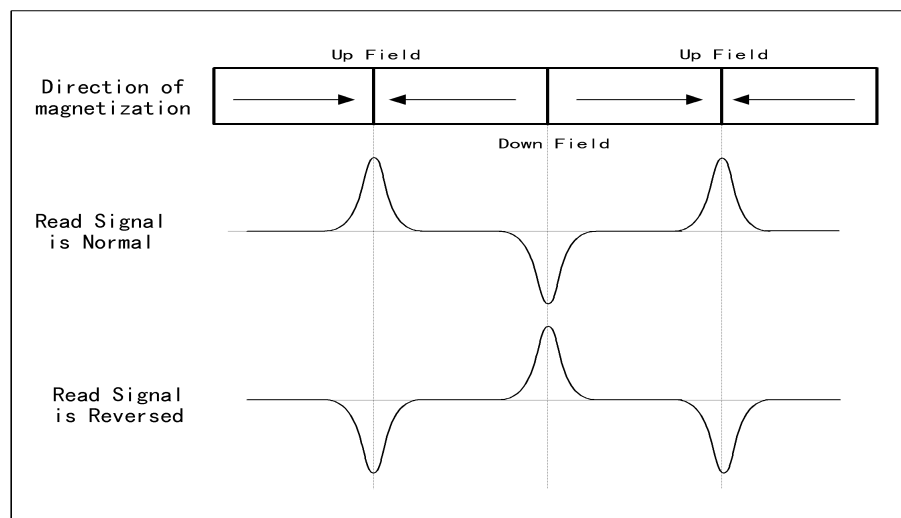 Up Field
Up Field
Direction of
magnetization
Down Field
Read Signal
is Normal
Read Signal
is Reversed